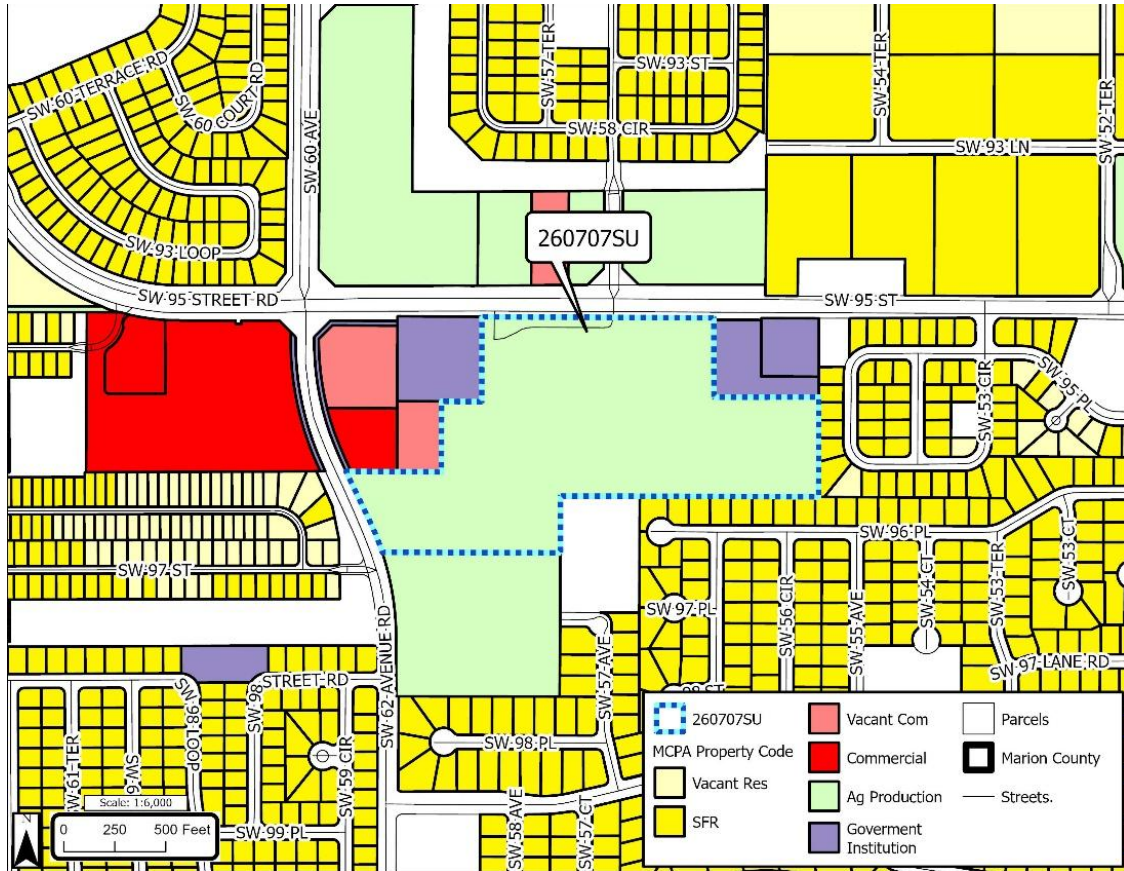 SW 60 TERRACE RD
SW 60 COURT RD
SW 60 AVE
SW 57 TER
SW 93 ST
SW 58 CIR
SW 54 TER
SW 52 TER
SW 93 LN
SW 93 LOOP
260707SU
SW 95 STREET RD
SW 95 ST
SW 53 CIR
SW 95 PL
SW 96 PL
SW 97 ST
SW 53 TER
SW 53 CT
SW 54 CT
SW 55 AVE
SW 56 CIR
SW 97 PL
SW 57 AVE
SW 97 LANE RD
SW 62 AVENUE RD
SW 98 STREET RD
SW 98 LOOP
SW 61 TER
SW 59 CIR
SW 98 PL
SW 99 PL
SW 58 AVE
SW 57 CT
Scale: 1:6,000
0 250 500 Feet
N
260707SU
MCPA Property Code
Vacant Res
SFR
Vacant Com
Commercial
Ag Production
Goverment
Institution
Parcels
Marion County
Streets.